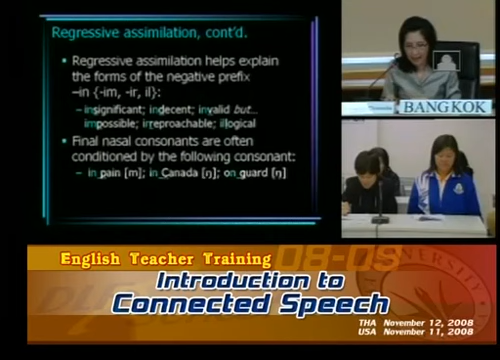 Regressive assimilation, cont'd.
Regressive assimilation helps explain
the forms of the negative prefix
–in {-im, -ir, il}:
– insignificant; indecent; invalid but...
impossible; irreproachable; illogical
Final nasal consonants are often
conditioned by the following consonant:
– in pain [m]; in Canada [ŋ]; on guard [ŋ]
BANGKOK
English Teacher Training
08-09
Introduction to
Connected Speech
THA November 12, 2008
USA November 11, 2008